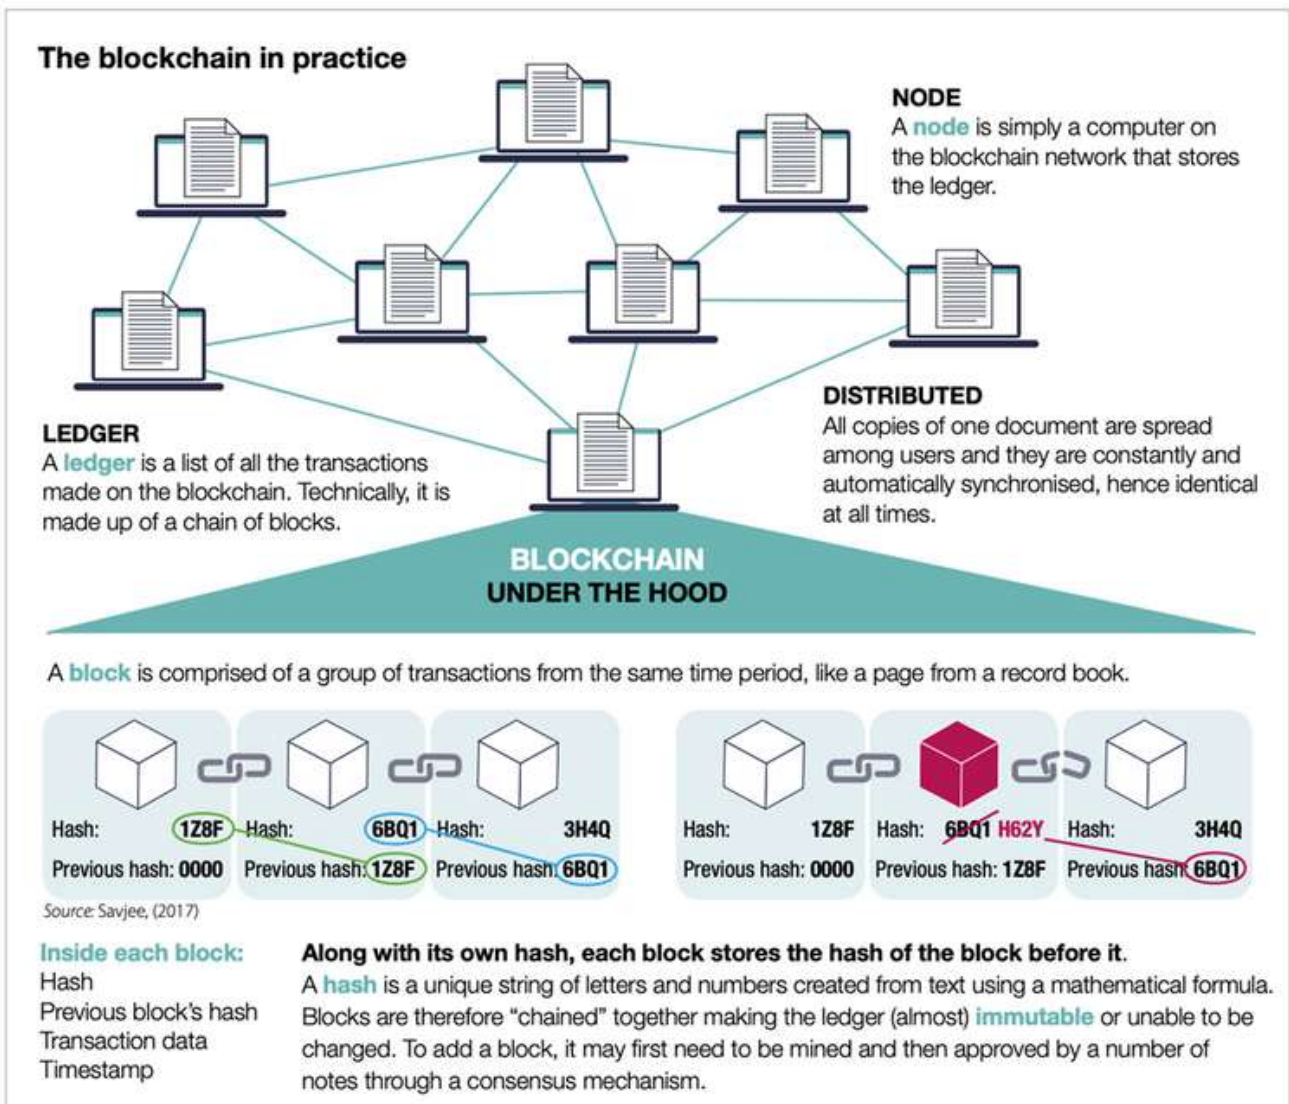 The blockchain in practice
NODE
A node is simply a computer on
the blockchain network that stores
the ledger.
DISTRIBUTED
All copies of one document are spread
among users and they are constantly and
automatically synchronised, hence identical
at all times.
LEDGER
A ledger is a list of all the transactions
made on the blockchain. Technically, it is
made up of a chain of blocks.
BLOCKCHAIN
UNDER THE HOOD
A block is comprised of a group of transactions from the same time period, like a page from a record book.
Hash: 1Z8F
Previous hash: 0000
Hash: 6BQ1
Previous hash: 1Z8F
Hash: 3H4Q
Previous hash: 6BQ1
Hash: 1Z8F
Previous hash: 0000
Hash: 6BQ1 H62Y
Previous hash: 1Z8F
Hash: 3H4Q
Previous hash 6BQ1
Source: Savjee, (2017)
Inside each block:
Hash
Previous block's hash
Transaction data
Timestamp
Along with its own hash, each block stores the hash of the block before it.
A hash is a unique string of letters and numbers created from text using a mathematical formula.
Blocks are therefore “chained” together making the ledger (almost) immutable or unable to be
changed. To add a block, it may first need to be mined and then approved by a number of
notes through a consensus mechanism.